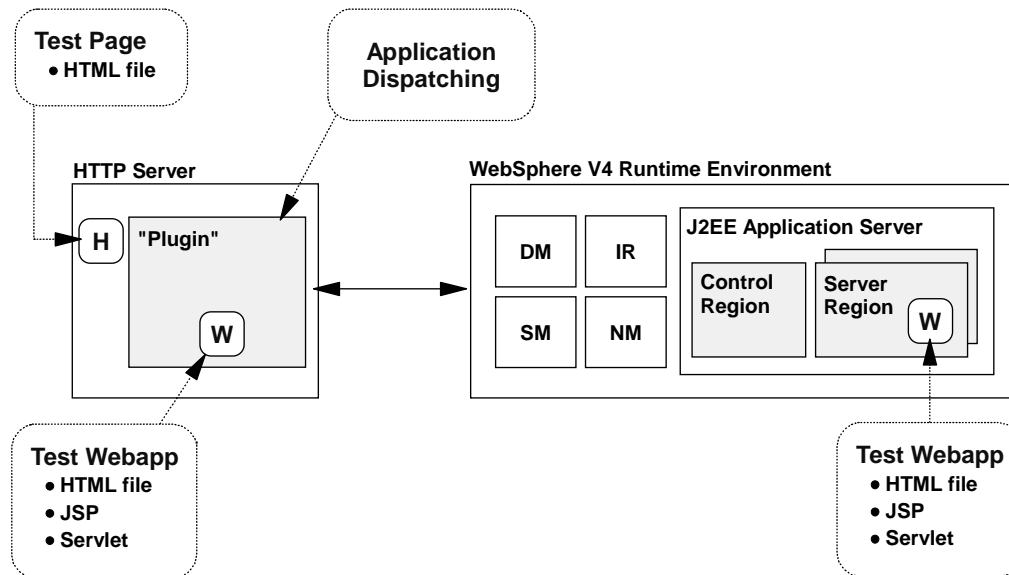 Test Page
• HTML file
Application
Dispatching
HTTP Server
WebSphere V4 Runtime Environment
H
"Plugin"
W
DM
IR
SM
NM
J2EE Application Server
Control
Region
Server
Region
W
Test Webapp
• HTML file
• JSP
• Servlet
Test Webapp
• HTML file
• JSP
• Servlet